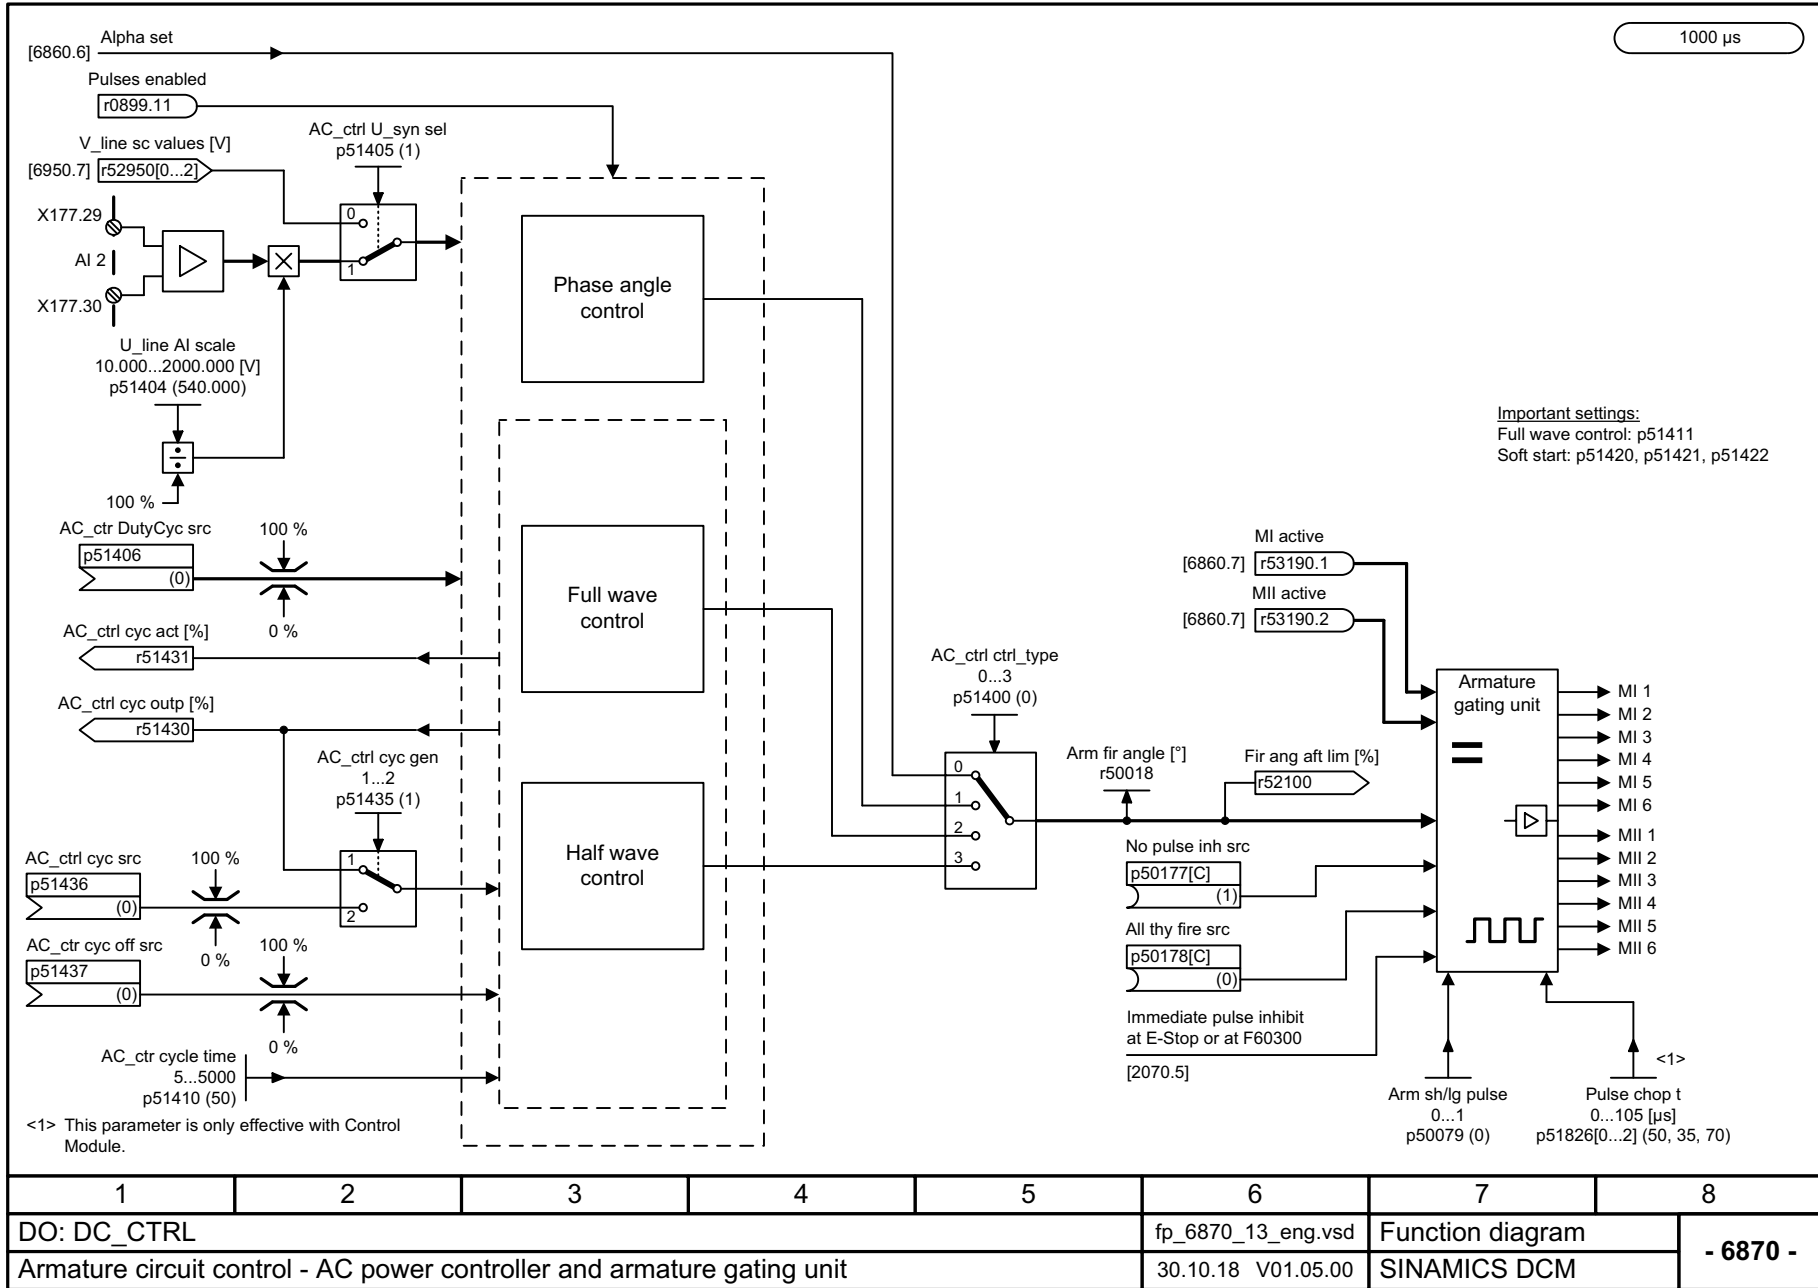 Alpha set
[6860.6]
1000 µs
Pulses enabled
r0899.11
V_line sc values [V]
[6950.7] r52950[0...2]
AC_ctrl U_syn sel
p51405 (1)
0
1
X177.29
AI 2
X177.30
U_line AI scale
10.000...2000.000 [V]
p51404 (540.000)
100 %
AC_ctr DutyCyc src
p51406
(0)
100 %
0 %
AC_ctrl cyc act [%]
r51431
AC_ctrl cyc outp [%]
r51430
AC_ctrl cyc gen
1...2
p51435 (1)
1
2
AC_ctrl cyc src
p51436
(0)
100 %
0 %
AC_ctr cyc off src
p51437
(0)
100 %
0 %
AC_ctr cycle time
5...5000
p51410 (50)
<1> This parameter is only effective with Control
Module.
Phase angle
control
Full wave
control
Half wave
control
AC_ctrl ctrl_type
0...3
p51400 (0)
0
1
2
3
Arm fir angle [°]
r50018
Fir ang aft lim [%]
r52100
Important settings:
Full wave control: p51411
Soft start: p51420, p51421, p51422
MI active
[6860.7] r53190.1
MII active
[6860.7] r53190.2
No pulse inh src
p50177[C]
(1)
All thy fire src
p50178[C]
(0)
Immediate pulse inhibit
at E-Stop or at F60300
[2070.5]
Armature
gating unit
MI 1
MI 2
MI 3
MI 4
MI 5
MI 6
MII 1
MII 2
MII 3
MII 4
MII 5
MII 6
Arm sh/lg pulse
0...1
p50079 (0)
<1>
Pulse chop t
0...105 [µs]
p51826[0...2] (50, 35, 70)
1 2 3 4 5 6 7 8
DO: DC_CTRL
fp_6870_13_eng.vsd
Function diagram
- 6870 -
Armature circuit control - AC power controller and armature gating unit
30.10.18 V01.05.00
SINAMICS DCM